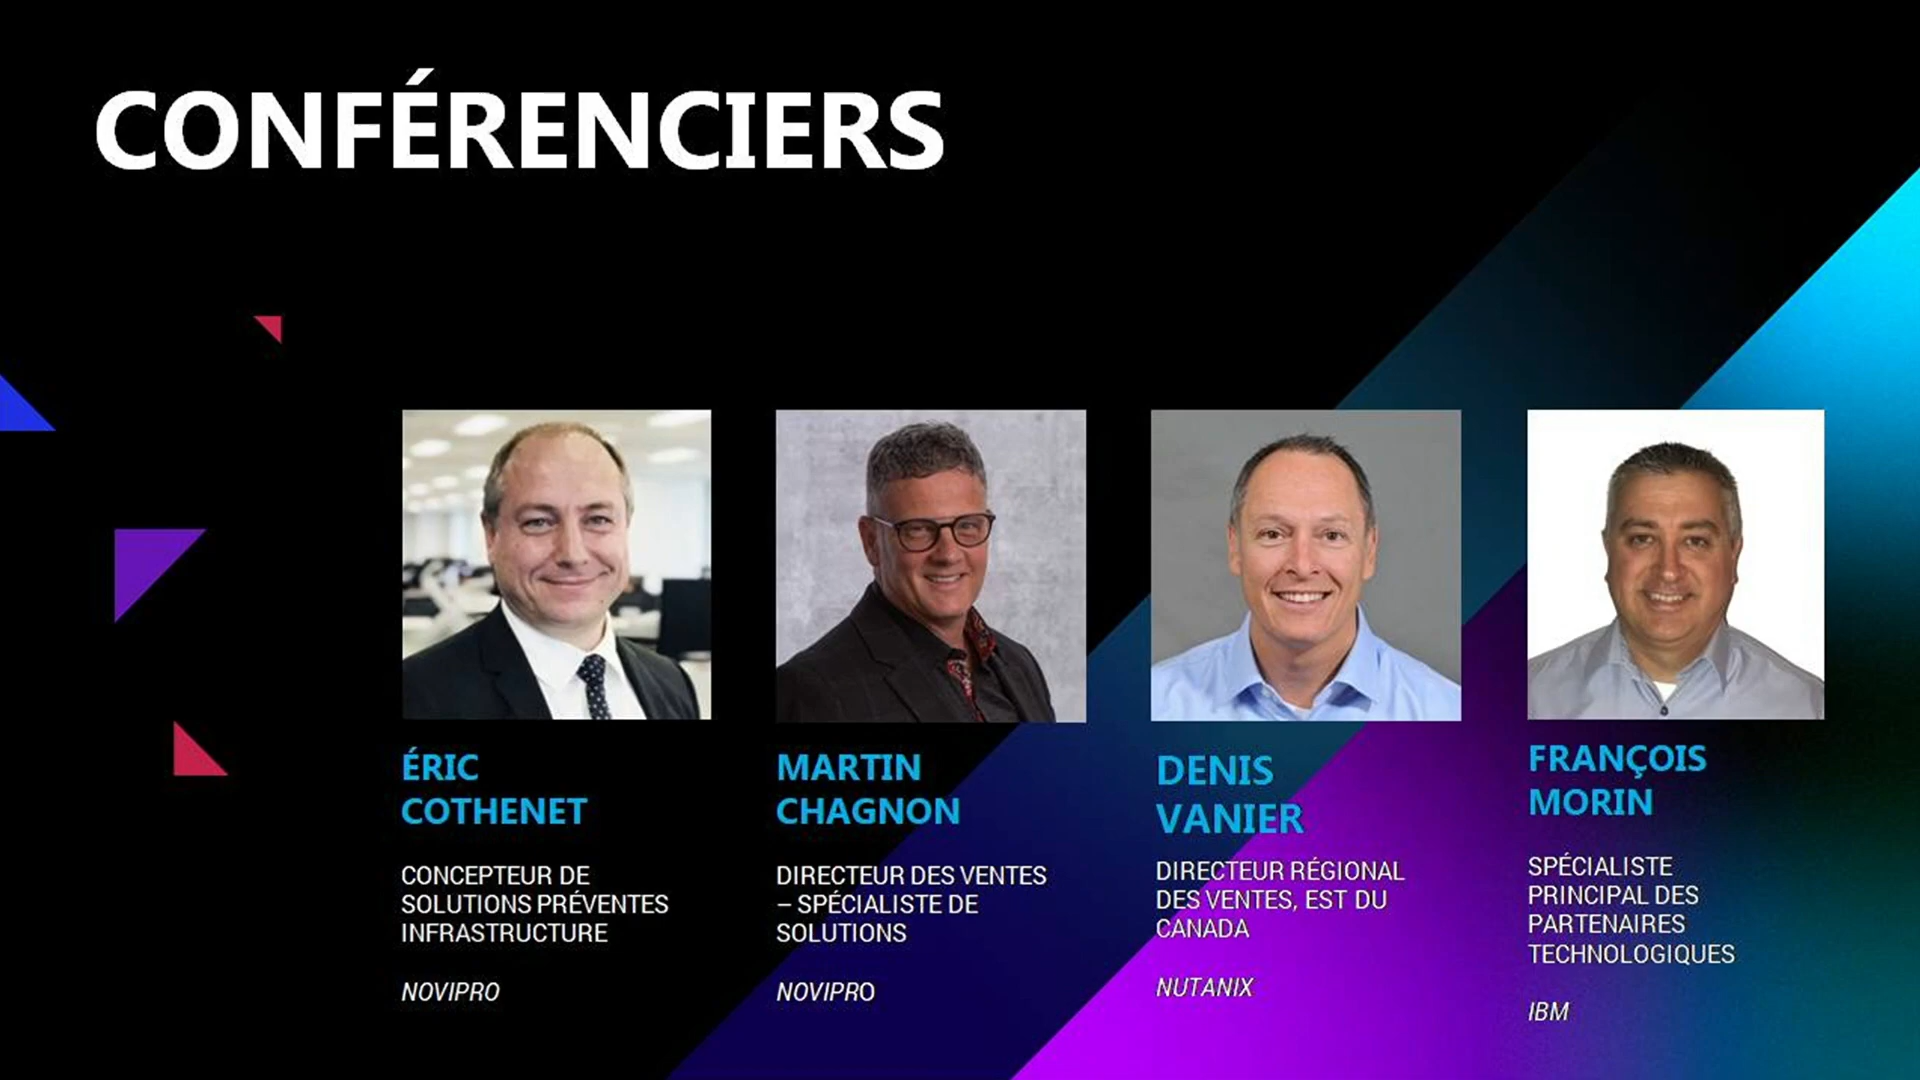 CONFÉRENCIERS
ÉRIC
COTHENET
CONCEPTEUR DE
SOLUTIONS PRÉVENTES
INFRASTRUCTURE
NOVIPRO
MARTIN
CHAGNON
DIRECTEUR DES VENTES
– SPÉCIALISTE DE
SOLUTIONS
NOVIPRO
DENIS
VANIER
DIRECTEUR RÉGIONAL
DES VENTES, EST DU
CANADA
NUTANIX
FRANÇOIS
MORIN
SPÉCIALISTE
PRINCIPAL DES
PARTENAIRES
TECHNOLOGIQUES
IBM